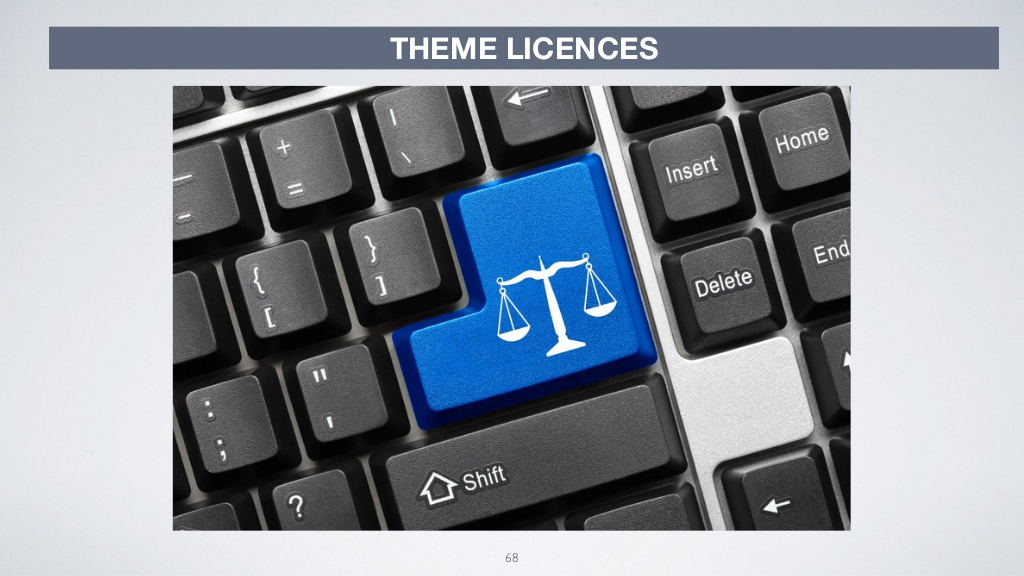 THEME LICENCES
+
=
|
\
Insert
Home
_
-
{
[
}
]
Delete
End
:
;
"
'
Shift
?
68